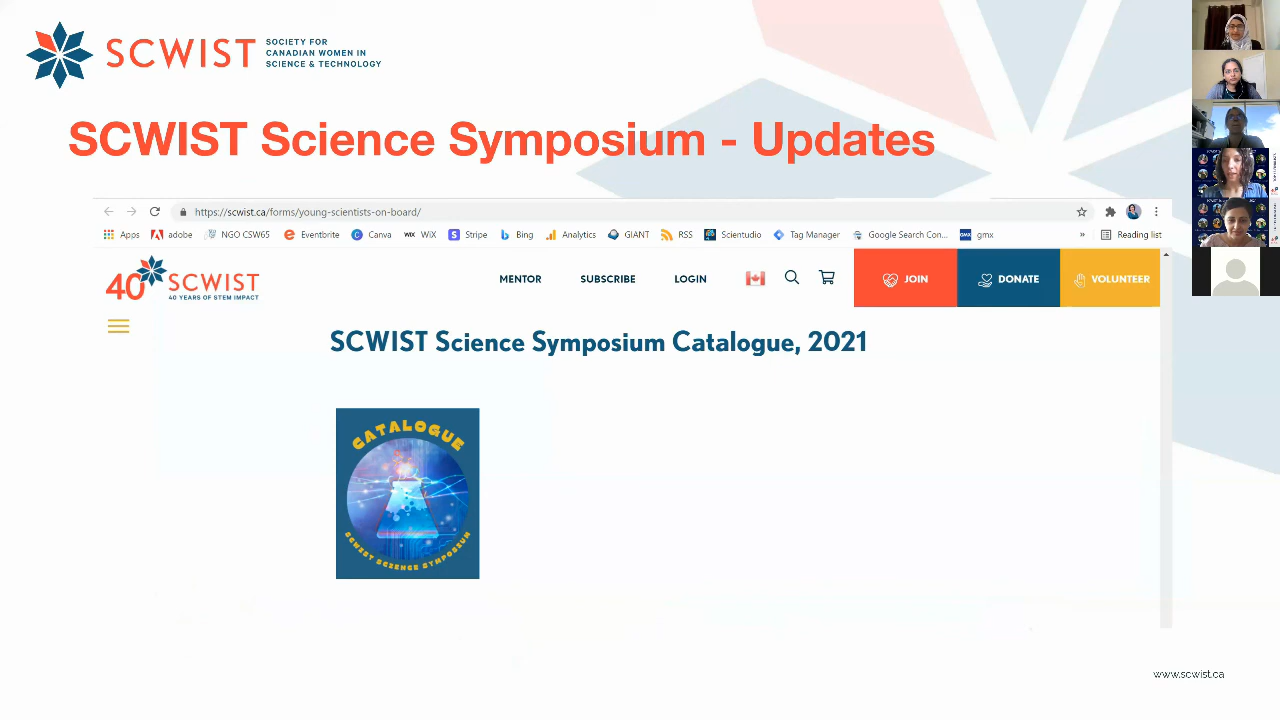 SCWIST
SOCIETY FOR
CANADIAN WOMEN IN
SCIENCE & TECHNOLOGY
SCWIST Science Symposium - Updates
https://scwist.ca/forms/young-scientists-on-board/
Apps adobe NGO CSW65 Eventbrite Canva WiX Stripe Bing Analytics GIANT RSS Scientudio Tag Manager Google Search Con... gmx » Reading list
40 SCWIST
40 YEARS OF STEM IMPACT
MENTOR SUBSCRIBE LOGIN JOIN DONATE VOLUNTEER
SCWIST Science Symposium Catalogue, 2021
CATALOGUE
SCWIST SCIENCE SYMPOSIUM
www.scwist.ca